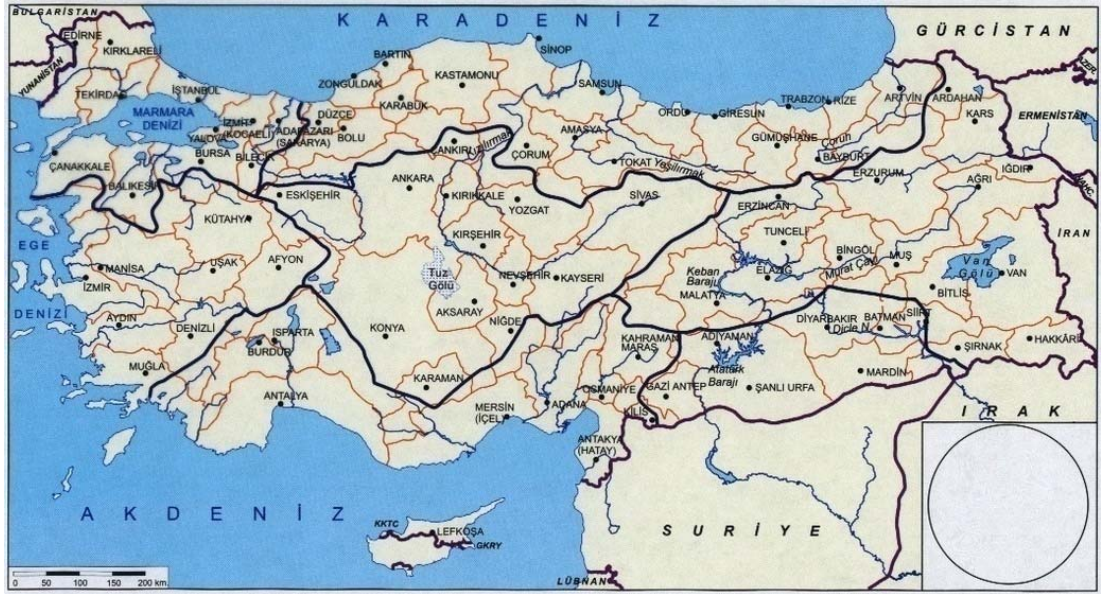 BULGARİSTAN
KARADENİZ
GÜRCİSTAN
EDİRNE
KIRKLARELİ
YUNANİSTAN
SİNOP
BARTIN
ZONGULDAK
KASTAMONU
AZER.
TEKİRDAĞ
İSTANBUL
SAMSUN
ARTVİN
ARDAHAN
KARABÜK
MARMARA
DENİZİ
DÜZCE
BOLU
İZMİT
(KOCAELİ)
ADAPAZARI
(SAKARYA)
YALOVA
ORDU
GİRESUN
TRABZON
RİZE
KARS
ERMENİSTAN
AMASYA
ÇANKIRI
Kızılırmak
ÇORUM
GÜMÜŞHANE
Çoruh
BAYBURT
ÇANAKKALE
BURSA
BİLECİK
TOKAT
Yeşilırmak
ERZURUM
IĞDIR
AĞRI
NAHÇ.
BALIKESİR
ESKİŞEHİR
ANKARA
KIRIKKALE
YOZGAT
SİVAS
ERZİNCAN
KÜTAHYA
TUNCELİ
İRAN
EGE
KIRŞEHİR
BİNGÖL
MUŞ
Van
Gölü
VAN
MANİSA
UŞAK
AFYON
Tuz
Gölü
NEVŞEHİR
KAYSERİ
Keban
Barajı
ELAZIĞ
Murat Çayı
İZMİR
BİTLİS
DENİZİ
AKSARAY
MALATYA
AYDIN
DENİZLİ
ISPARTA
BURDUR
KONYA
NİĞDE
KAHRAMAN
MARAŞ
ADIYAMAN
DİYARBAKIR
Dicle N.
BATMAN
SİİRT
ŞIRNAK
HAKKÂRİ
MUĞLA
Atatürk
Barajı
MARDİN
KARAMAN
OSMANİYE
GAZİ ANTEP
ŞANLI URFA
ANTALYA
MERSİN
(İÇEL)
ADANA
KİLİS
IRAK
ANTAKYA
(HATAY)
AKDENİZ
KKTC
LEFKOŞA
GKRY
SURİYE
LÜBNAN
0 50 100 150 200 km.